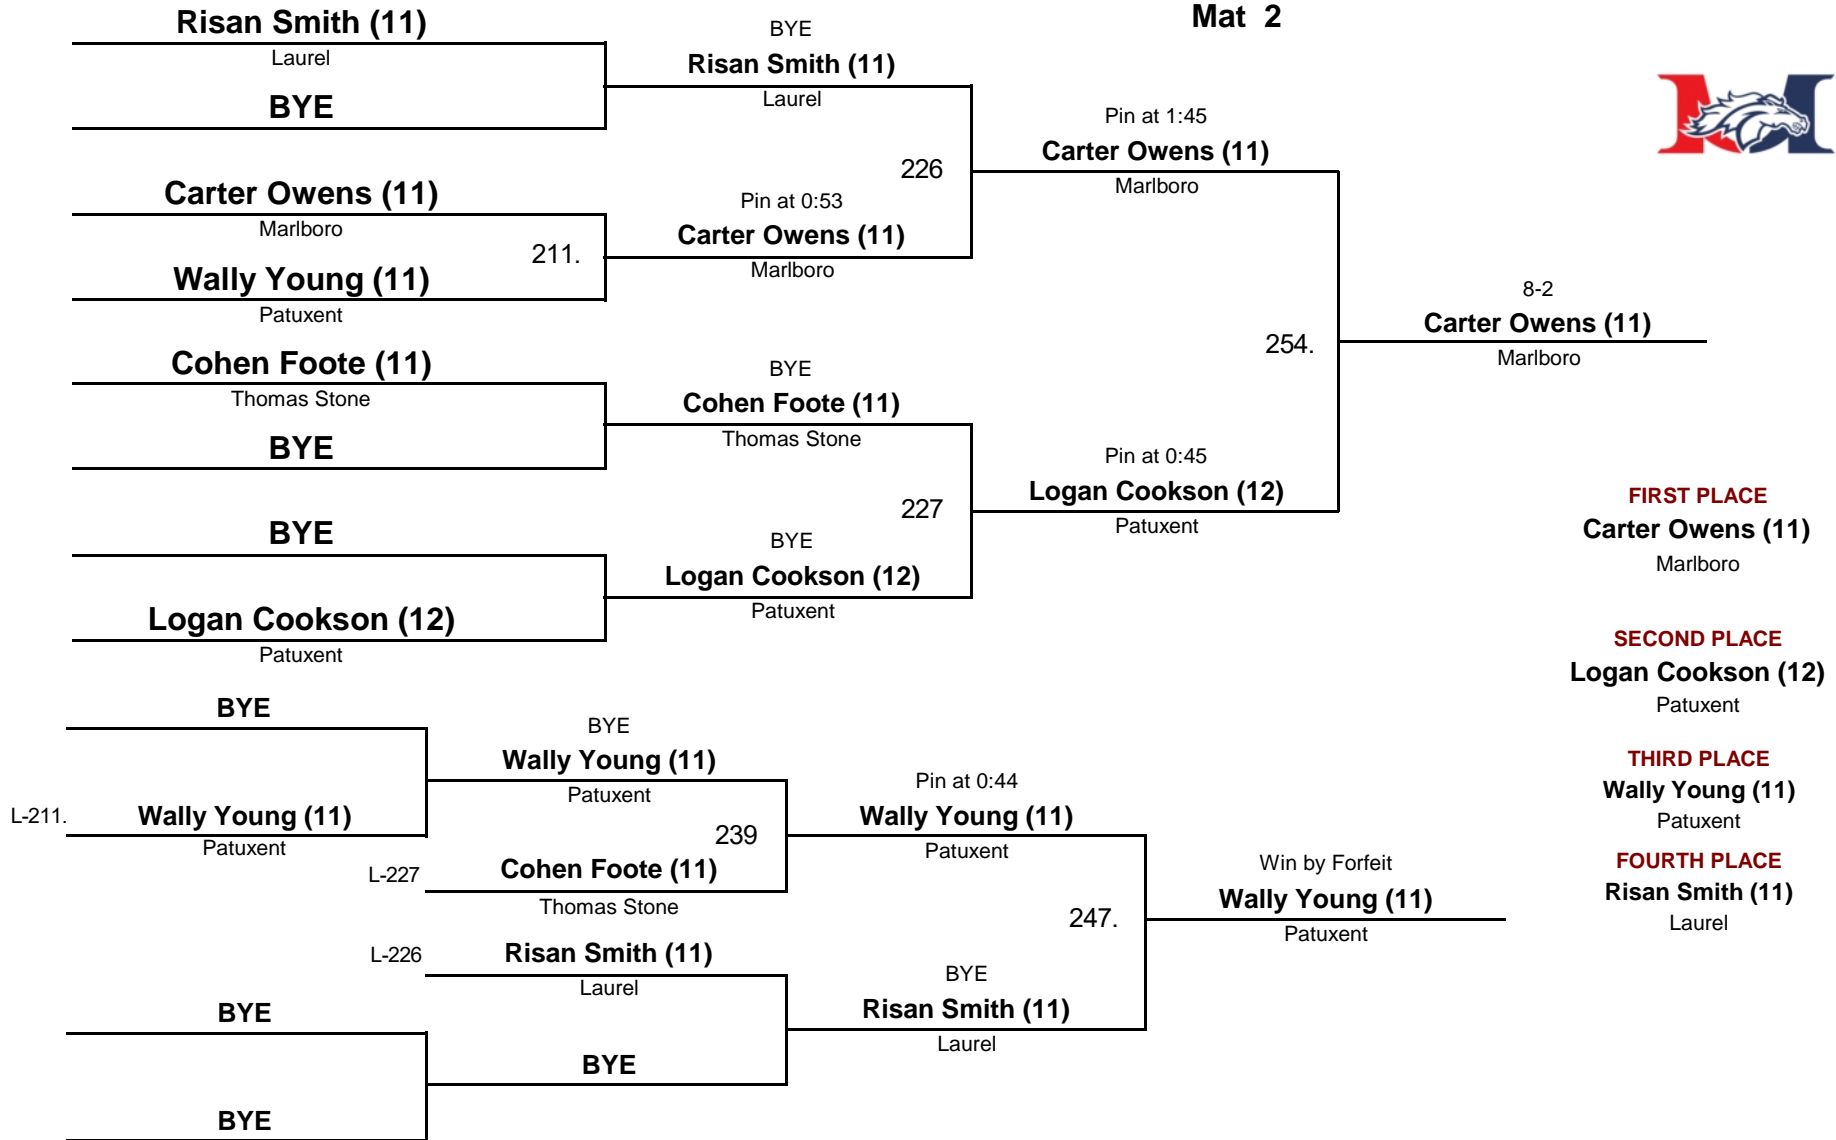 Mat 2
Risan Smith (11)
Laurel
BYE
Carter Owens (11)
Marlboro
211.
Wally Young (11)
Patuxent
Cohen Foote (11)
Thomas Stone
BYE
BYE
Logan Cookson (12)
Patuxent
BYE
Risan Smith (11)
Laurel
226
Pin at 0:53
Carter Owens (11)
Marlboro
BYE
Cohen Foote (11)
Thomas Stone
227
BYE
Logan Cookson (12)
Patuxent
Pin at 1:45
Carter Owens (11)
Marlboro
254.
Pin at 0:45
Logan Cookson (12)
Patuxent
8-2
Carter Owens (11)
Marlboro
FIRST PLACE
Carter Owens (11)
Marlboro
SECOND PLACE
Logan Cookson (12)
Patuxent
THIRD PLACE
Wally Young (11)
Patuxent
FOURTH PLACE
Risan Smith (11)
Laurel
BYE
L-211.
Wally Young (11)
Patuxent
BYE
Wally Young (11)
Patuxent
239
L-227
Cohen Foote (11)
Thomas Stone
L-226
Risan Smith (11)
Laurel
BYE
BYE
BYE
Pin at 0:44
Wally Young (11)
Patuxent
247.
BYE
Risan Smith (11)
Laurel
Win by Forfeit
Wally Young (11)
Patuxent